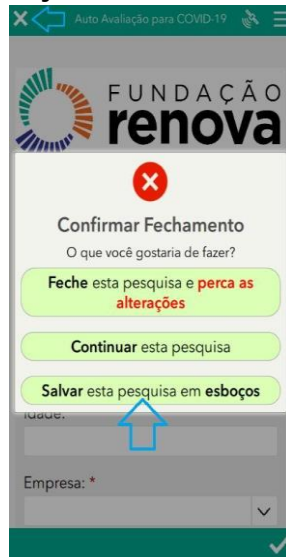 Auto Avaliação para COVID-19
FUNDAÇÃO
renova
Confirmar Fechamento
O que você gostaria de fazer?
Feche esta pesquisa e perca as
alterações
Continuar esta pesquisa
Salvar esta pesquisa em esboços
Idade:
Empresa: *